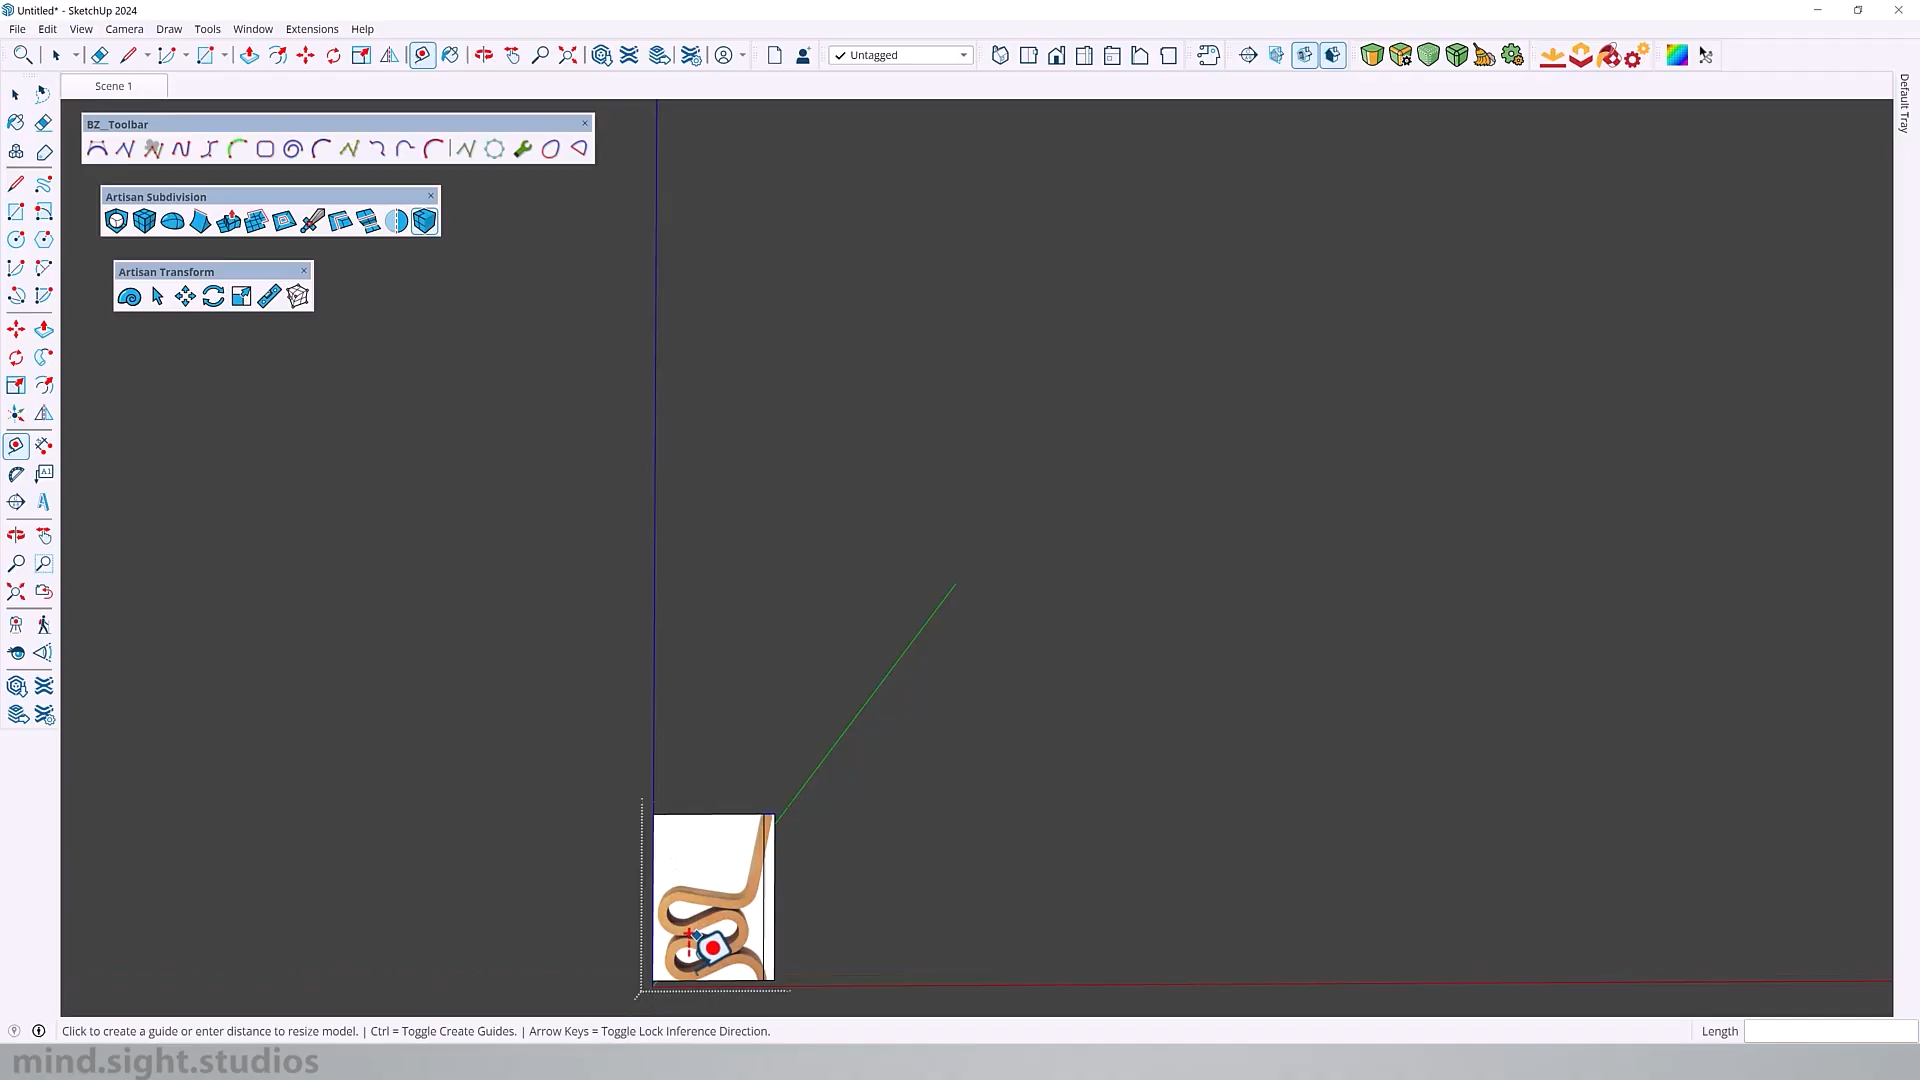 Untitled* - SketchUp 2024
File Edit View Camera Draw Tools Window Extensions Help
Untagged
Scene 1
Default Tray
BZ__Toolbar
Artisan Subdivision
Artisan Transform
A1
Click to create a guide or enter distance to resize model. | Ctrl = Toggle Create Guides. | Arrow Keys = Toggle Lock Inference Direction.
Length
mind.sight.studios